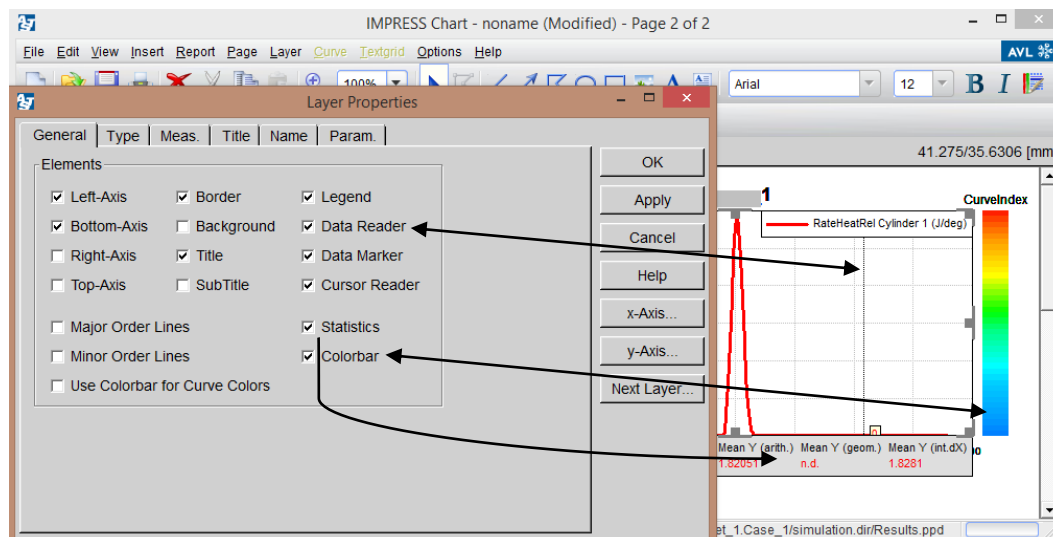 IMPRESS Chart - noname (Modified) - Page 2 of 2
File Edit View Insert Report Page Layer Curve Textgrid Options Help
AVL
100%
Arial
12
B I
Layer Properties
General Type Meas. Title Name Param.
41.275/35.6306 [mm
Elements
Left-Axis Border Legend
Bottom-Axis Background Data Reader
Right-Axis Title Data Marker
Top-Axis SubTitle Cursor Reader
Major Order Lines Statistics
Minor Order Lines Colorbar
Use Colorbar for Curve Colors
OK
Apply
Cancel
Help
x-Axis...
y-Axis...
Next Layer...
1
CurveIndex
RateHeatRel Cylinder 1 (J/deg)
0
Mean Y (arith.) Mean Y (geom.) Mean Y (int.dX)
1.82051 n.d. 1.8281
et_1.Case_1/simulation.dir/Results.ppd